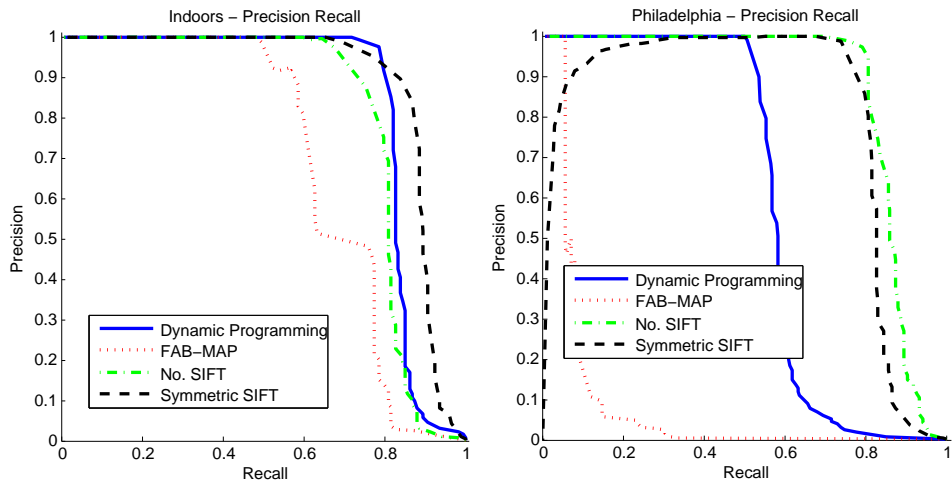 Indoors – Precision Recall
1
0.9
0.8
0.7
0.6
0.5
0.4
0.3
0.2
0.1
0
Precision
Dynamic Programming
FAB–MAP
No. SIFT
Symmetric SIFT
0 0.2 0.4 0.6 0.8 1
Recall
Philadelphia – Precision Recall
1
0.9
0.8
0.7
0.6
0.5
0.4
0.3
0.2
0.1
0
Precision
Dynamic Programming
FAB–MAP
No. SIFT
Symmetric SIFT
0 0.2 0.4 0.6 0.8 1
Recall